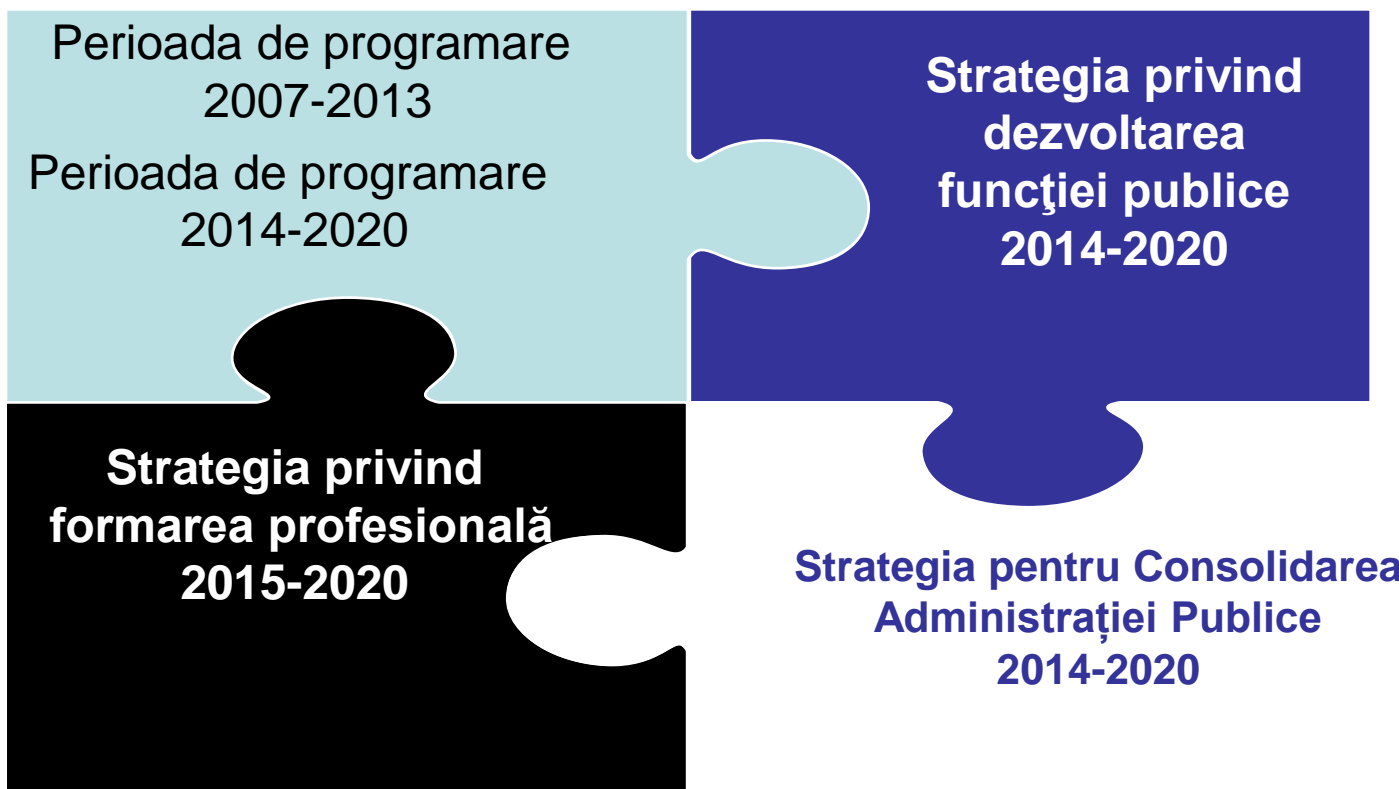 Perioada de programare
2007-2013
Perioada de programare
2014-2020
Strategia privind
dezvoltarea
funcţiei publice
2014-2020
Strategia privind
formarea profesională
2015-2020
Strategia pentru Consolidarea
Administrației Publice
2014-2020